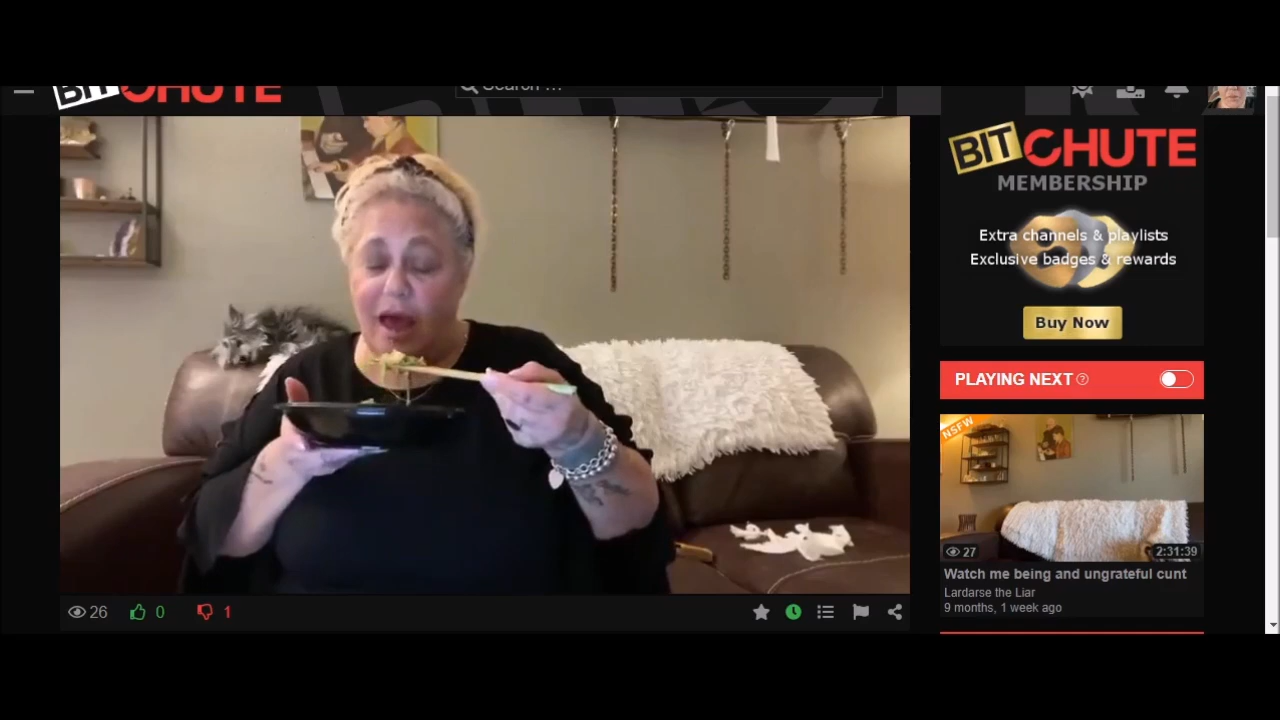 BITCHUTE
Search ...
BITCHUTE
MEMBERSHIP
Extra channels & playlists
Exclusive badges & rewards
Buy Now
PLAYING NEXT
NSFW
27
2:31:39
Watch me being and ungrateful cunt
Lardarse the Liar
9 months, 1 week ago
26
0
1